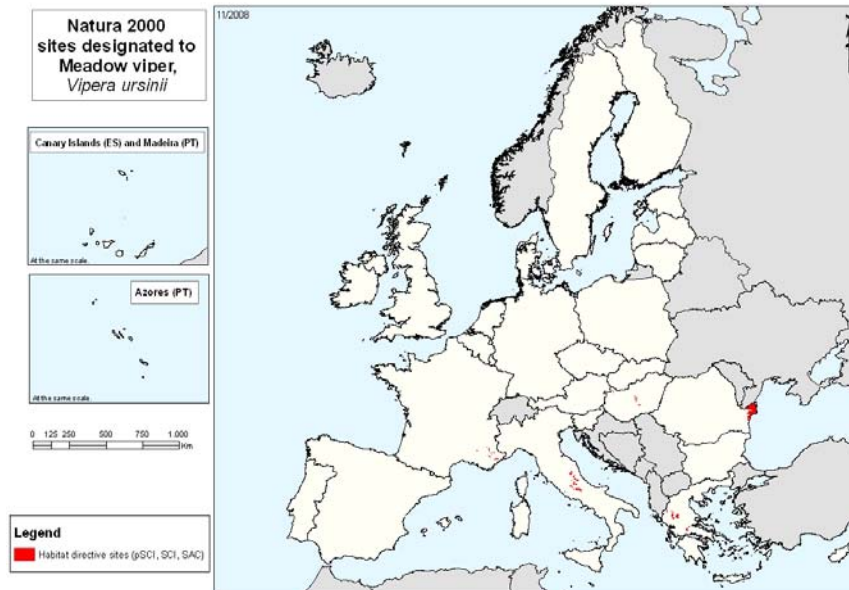 Natura 2000
sites designated to
Meadow viper,
Vipera ursinii
11/2008
Canary Islands (ES) and Madeira (PT)
At the same scale.
Azores (PT)
At the same scale.
0 125 250 500 750 1 000
Km
Legend
Habitat directive sites (pSCI, SCI, SAC)